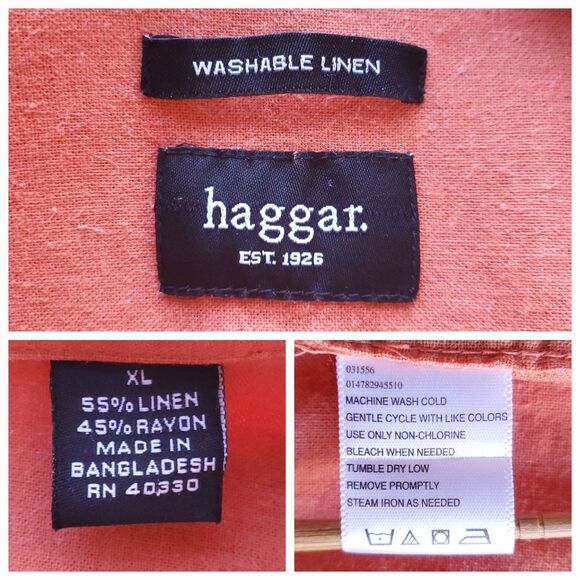 WASHABLE LINEN
haggar.
EST. 1926
XL
55% LINEN
45% RAYON
MADE IN
BANGLADESH
RN 40330
031556
014782945510
MACHINE WASH COLD
GENTLE CYCLE WITH LIKE COLORS
USE ONLY NON-CHLORINE
BLEACH WHEN NEEDED
TUMBLE DRY LOW
REMOVE PROMPTLY
STEAM IRON AS NEEDED